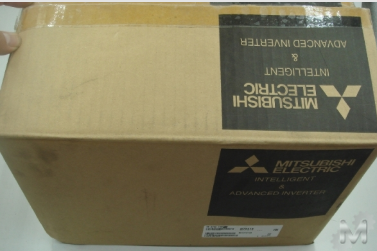 MITSUBISHI
ELECTRIC
INTELLIGENT
&
ADVANCED INVERTER
MITSUBISHI
ELECTRIC
INTELLIGENT
&
ADVANCED INVERTER
M